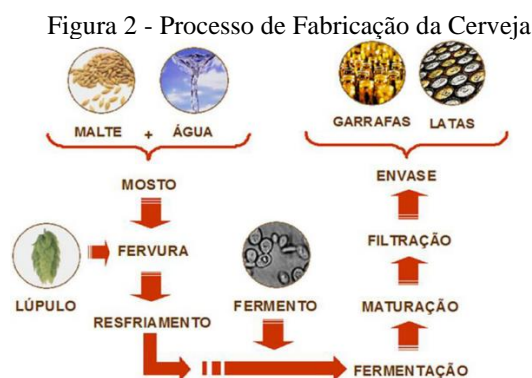 Figura 2 - Processo de Fabricação da Cerveja
MALTE + ÁGUA
MOSTO
FERVURA
LÚPULO
RESFRIAMENTO
FERMENTO
FERMENTAÇÃO
MATURAÇÃO
FILTRAÇÃO
ENVASE
GARRAFAS LATAS